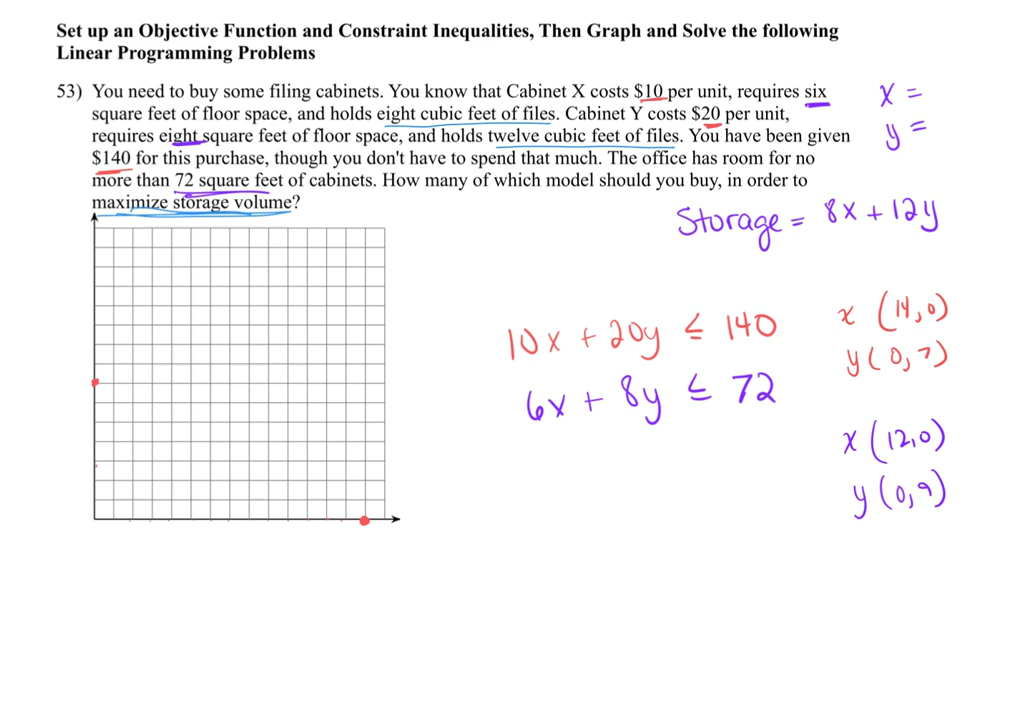 Set up an Objective Function and Constraint Inequalities, Then Graph and Solve the following
Linear Programming Problems
53) You need to buy some filing cabinets. You know that Cabinet X costs $10 per unit, requires six
square feet of floor space, and holds eight cubic feet of files. Cabinet Y costs $20 per unit,
requires eight square feet of floor space, and holds twelve cubic feet of files. You have been given
$140 for this purchase, though you don't have to spend that much. The office has room for no
more than 72 square feet of cabinets. How many of which model should you buy, in order to
maximize storage volume?
x =
y =
Storage = 8x + 12y
10x + 20y ≤ 140
6x + 8y ≤ 72
x (14,0)
y (0,7)
x (12,0)
y (0,9)